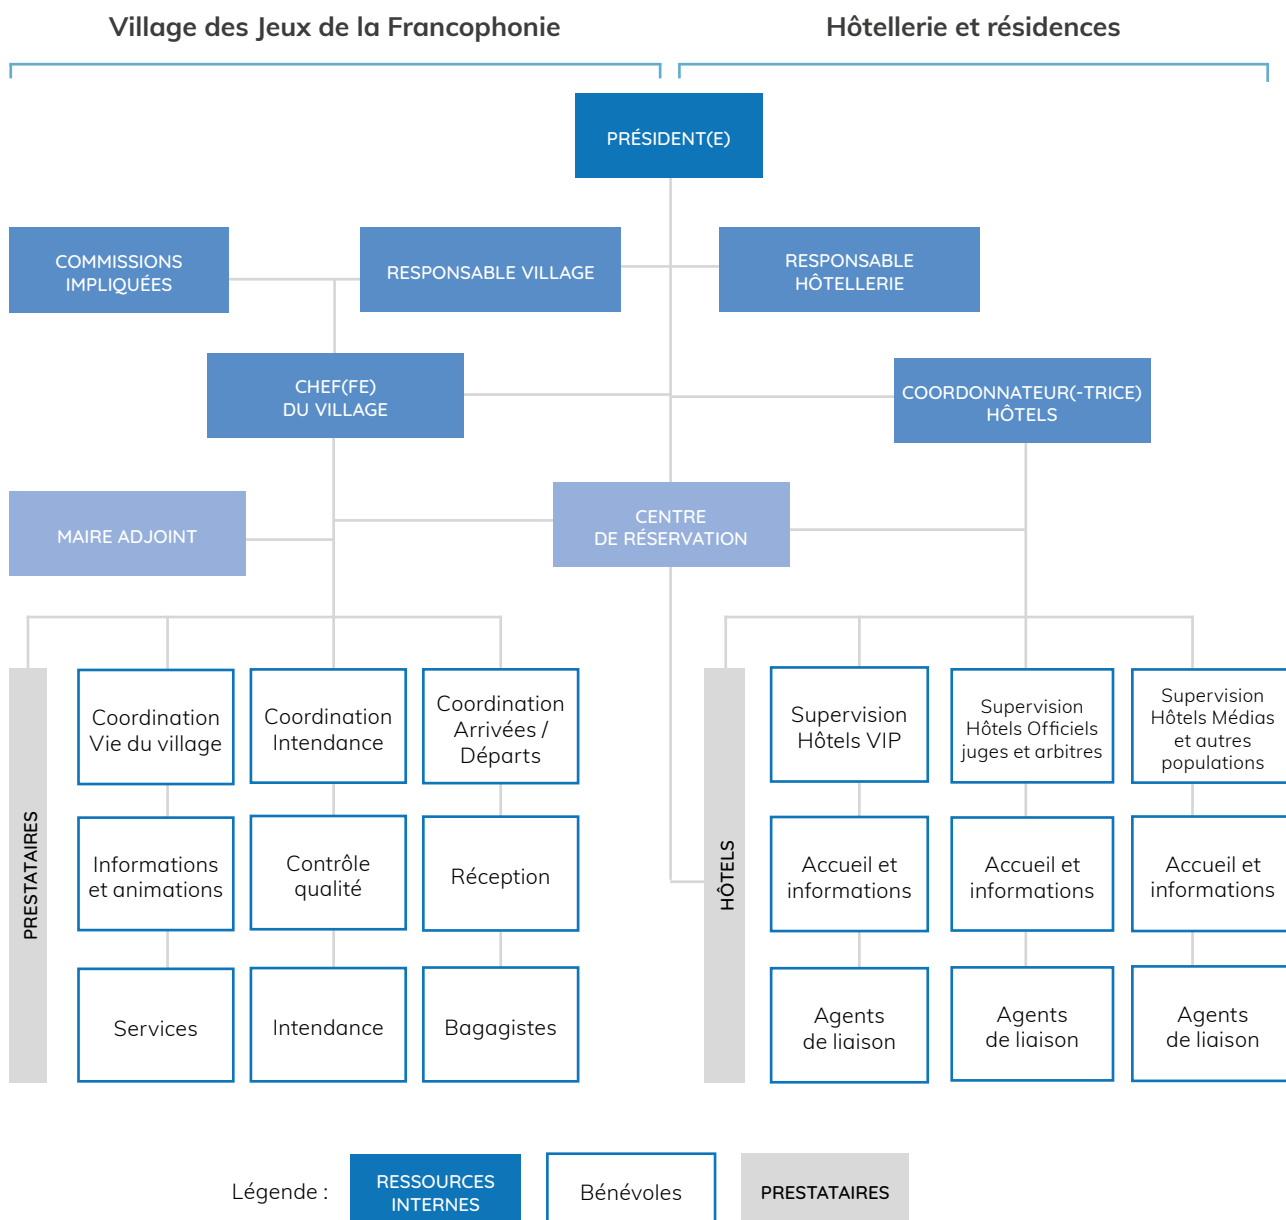 Village des Jeux de la Francophonie
Hôtellerie et résidences
PRÉSIDENT(E)
COMMISSIONS
IMPLIQUÉES
RESPONSABLE VILLAGE
RESPONSABLE
HÔTELLERIE
CHEF(FE)
DU VILLAGE
COORDONNATEUR(-TRICE)
HÔTELS
MAIRE ADJOINT
CENTRE
DE RÉSERVATION
PRESTATAIRES
Coordination
Vie du village
Coordination
Intendance
Coordination
Arrivées /
Départs
HÔTELS
Supervision
Hôtels VIP
Supervision
Hôtels Officiels
juges et arbitres
Supervision
Hôtels Médias
et autres
populations
Informations
et animations
Contrôle
qualité
Réception
Accueil et
informations
Accueil et
informations
Accueil et
informations
Services
Intendance
Bagagistes
Agents
de liaison
Agents
de liaison
Agents
de liaison
Légende :
RESSOURCES
INTERNES
Bénévoles
PRESTATAIRES